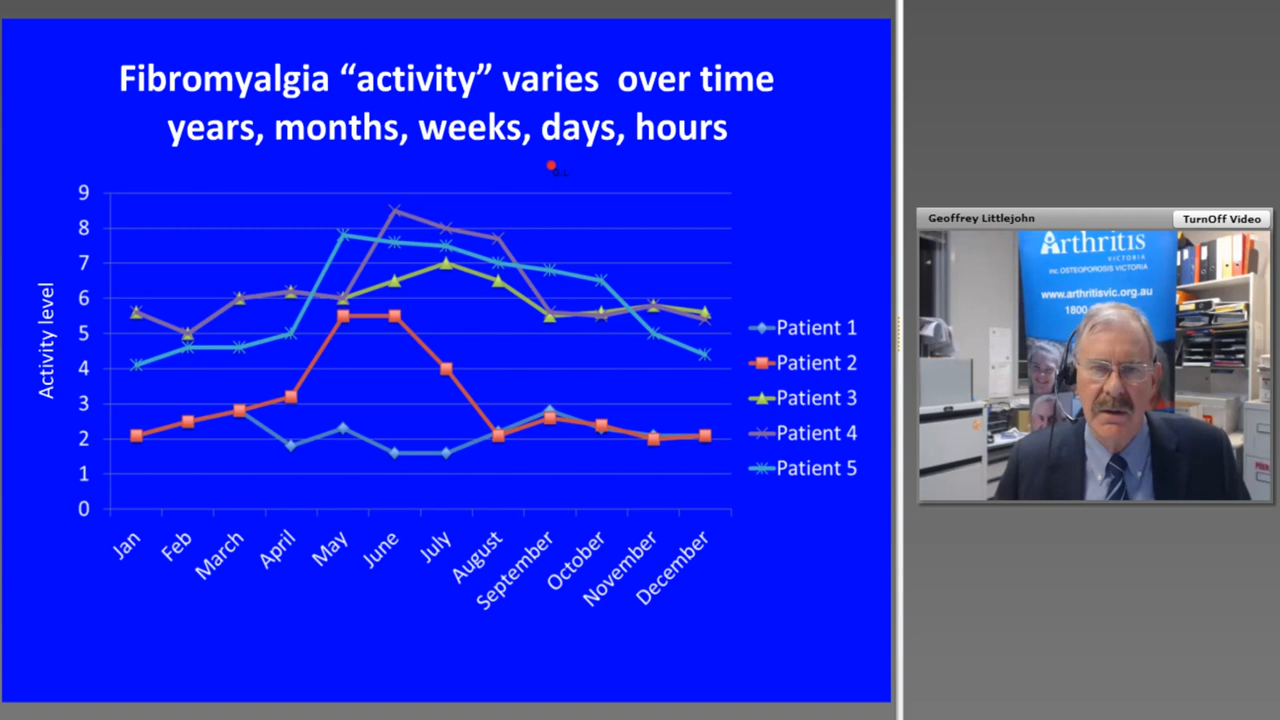 Fibromyalgia “activity” varies  over time
years, months, weeks, days, hours
G. L
9
8
7
6
5
4
3
2
1
0
Activity level
Jan
Feb
March
April
May
June
July
August
September
October
November
December
Patient 1
Patient 2
Patient 3
Patient 4
Patient 5
Geoffrey Littlejohn
TurnOff Video
Arthritis
VICTORIA
inc OSTEOPOROSIS VICTORIA
www.arthritisvic.org.au
1800